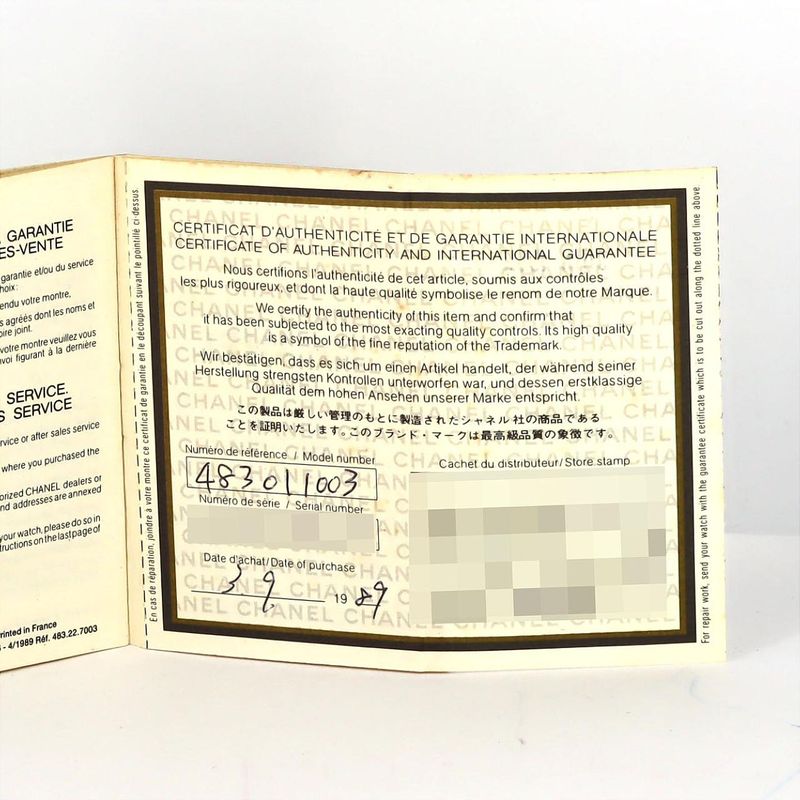 GARANTIE
ÈS-VENTE
garantie et/ou du service
choix:
endu votre montre,
agréés dont les noms et
oire joint.
votre montre veuillez vous
nvoi figurant à la dernière
SERVICE.
S SERVICE
rvice or after sales service
where you purchased the
orized CHANEL dealers or
and addresses are annexed
your watch, please do so in
tructions on the last page of
rinted in France
- 4/1989 Réf. 483.22.7003
En cas de réparation, joindre à votre montre ce certificat de garantie en le découpant suivant le pointillé ci-dessus.
CERTIFICAT D'AUTHENTICITÉ ET DE GARANTIE INTERNATIONALE
CERTIFICATE OF AUTHENTICITY AND INTERNATIONAL GUARANTEE
Nous certifions l'authenticité de cet article, soumis aux contrôles
les plus rigoureux, et dont la haute qualité symbolise le renom de notre Marque.
We certify the authenticity of this item and confirm that
it has been subjected to the most exacting quality controls. Its high quality
is a symbol of the fine reputation of the Trademark.
Wir bestätigen, dass es sich um einen Artikel handelt, der während seiner
Herstellung strengsten Kontrollen unterworfen war, und dessen erstklassige
Qualität dem hohen Ansehen unserer Marke entspricht.
この製品は厳しい管理のもとに製造されたシャネル社の商品である
ことを証明いたします。このブランド・マークは最高級品質の象徴です。
Numéro de référence / Model number
483011003
Numéro de série / Serial number
Date d'achat/Date of purchase
3 9. 19 89
Cachet du distributeur/Store stamp
For repair work, send your watch with the guarantee certificate which is to be cut out along the dotted line above